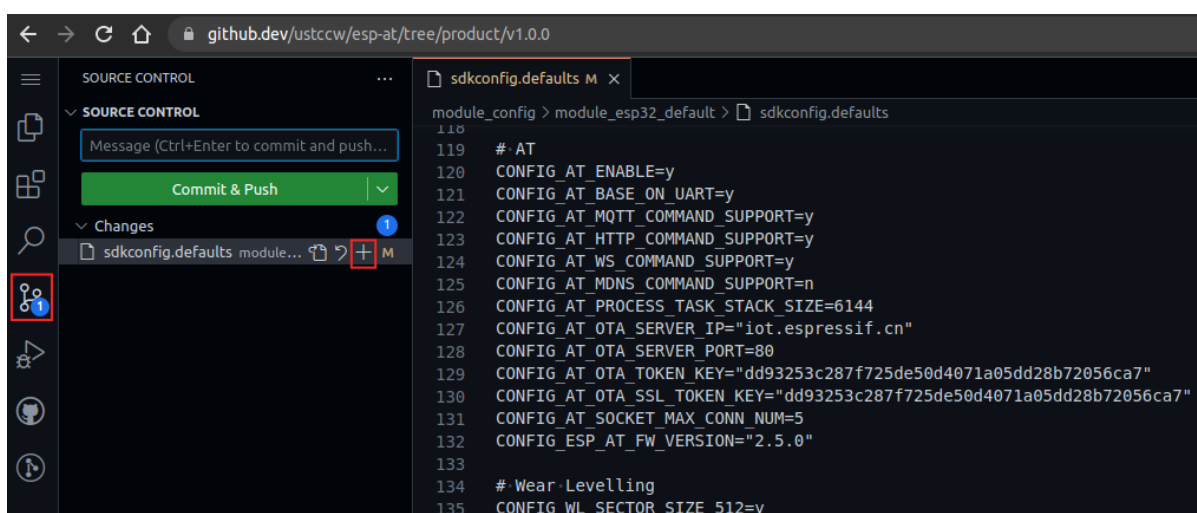 github.dev/ustccw/esp-at/tree/product/v1.0.0
SOURCE CONTROL
SOURCE CONTROL
Message (Ctrl+Enter to commit and push...
Commit & Push
Changes 1
sdkconfig.defaults module... M
1
sdkconfig.defaults M
module_config > module_esp32_default > sdkconfig.defaults
118
119 # AT
120 CONFIG_AT_ENABLE=y
121 CONFIG_AT_BASE_ON_UART=y
122 CONFIG_AT_MQTT_COMMAND_SUPPORT=y
123 CONFIG_AT_HTTP_COMMAND_SUPPORT=y
124 CONFIG_AT_WS_COMMAND_SUPPORT=y
125 CONFIG_AT_MDNS_COMMAND_SUPPORT=n
126 CONFIG_AT_PROCESS_TASK_STACK_SIZE=6144
127 CONFIG_AT_OTA_SERVER_IP="iot.espressif.cn"
128 CONFIG_AT_OTA_SERVER_PORT=80
129 CONFIG_AT_OTA_TOKEN_KEY="dd93253c287f725de50d4071a05dd28b72056ca7"
130 CONFIG_AT_OTA_SSL_TOKEN_KEY="dd93253c287f725de50d4071a05dd28b72056ca7"
131 CONFIG_AT_SOCKET_MAX_CONN_NUM=5
132 CONFIG_ESP_AT_FW_VERSION="2.5.0"
133
134 # Wear Levelling
135 CONFIG_WL_SECTOR_SIZE_512=y